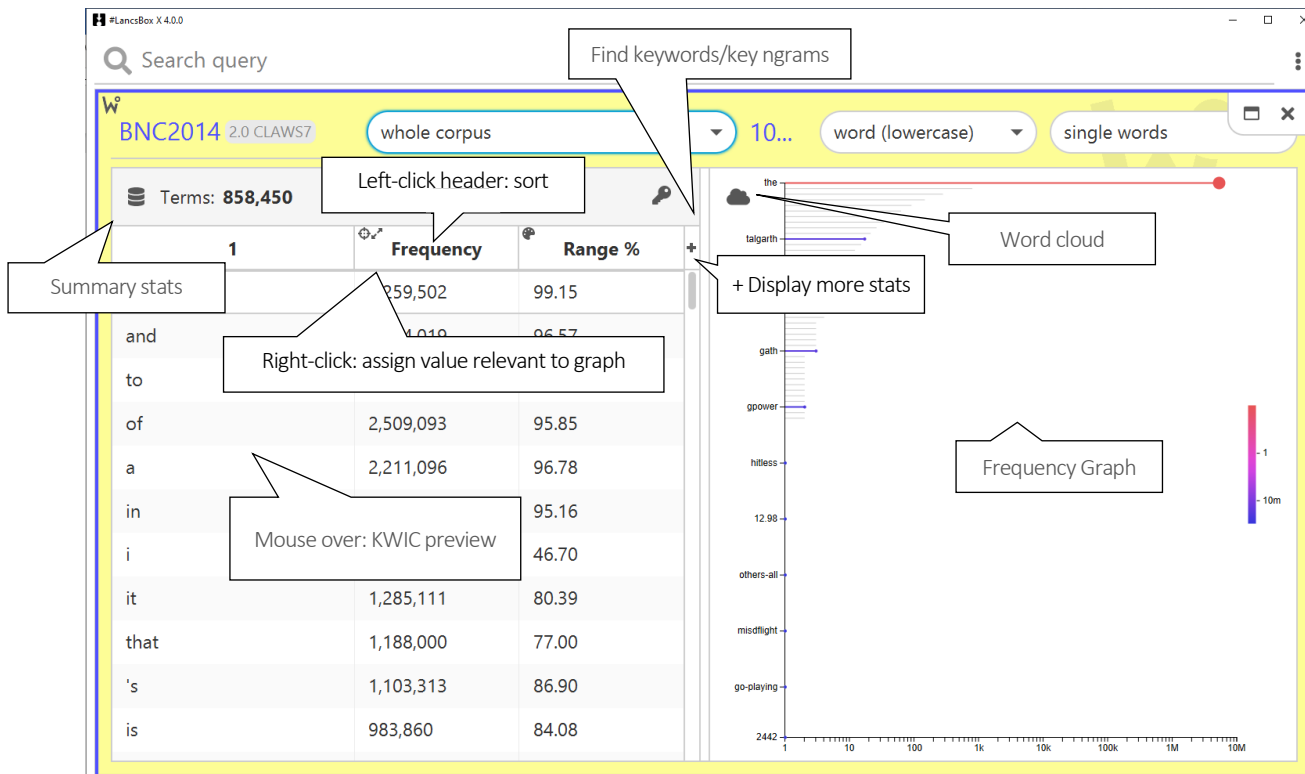 #LancsBox X 4.0.0
Search query
Find keywords/key ngrams
BNC2014 2.0 CLAWS7
whole corpus
10...
word (lowercase)
single words
Terms: 858,450
Left-click header: sort
Word cloud
1 Frequency Range % +
Summary stats
+ Display more stats
259,502 99.15
and 96.57
Right-click: assign value relevant to graph
to
of 2,509,093 95.85
a 2,211,096 96.78
in 95.16
Mouse over: KWIC preview
i 46.70
it 1,285,111 80.39
that 1,188,000 77.00
's 1,103,313 86.90
is 983,860 84.08
the
talgarth
gath
gpower
hitless
12.98
others-all
misdflight
go-playing
2442
Frequency Graph
1
10m
1 10 100 1k 10k 100k 1M 10M